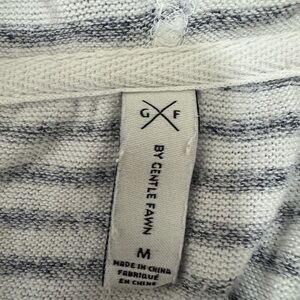 G F
BY GENTLE FAWN
M
MADE IN CHINA
FABRIQUÉ
EN CHINE